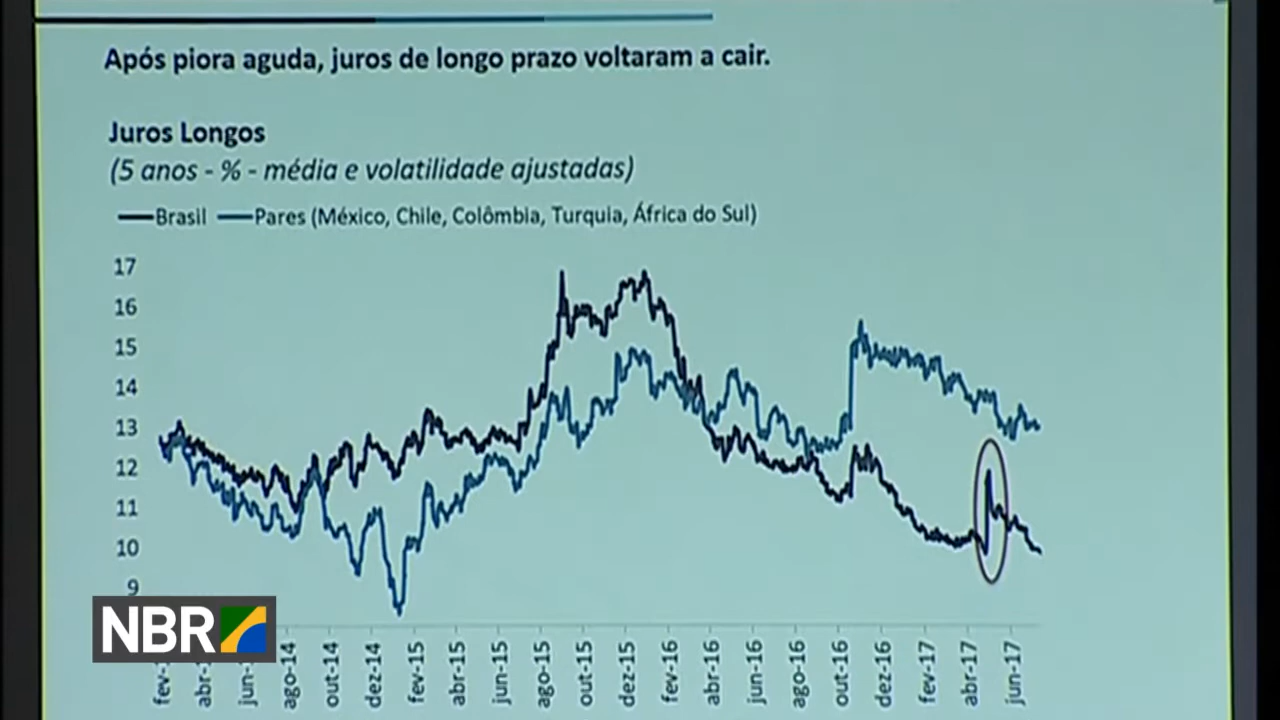 Após piora aguda, juros de longo prazo voltaram a cair.
Juros Longos
(5 anos - % - média e volatilidade ajustadas)
Brasil Pares (México, Chile, Colômbia, Turquia, África do Sul)
17
16
15
14
13
12
11
10
9
NBR
fev- abr- jun- ago-14 out-14 dez-14 fev-15 abr-15 jun-15 ago-15 out-15 dez-15 fev-16 abr-16 jun-16 ago-16 out-16 dez-16 fev-17 abr-17 jun-17